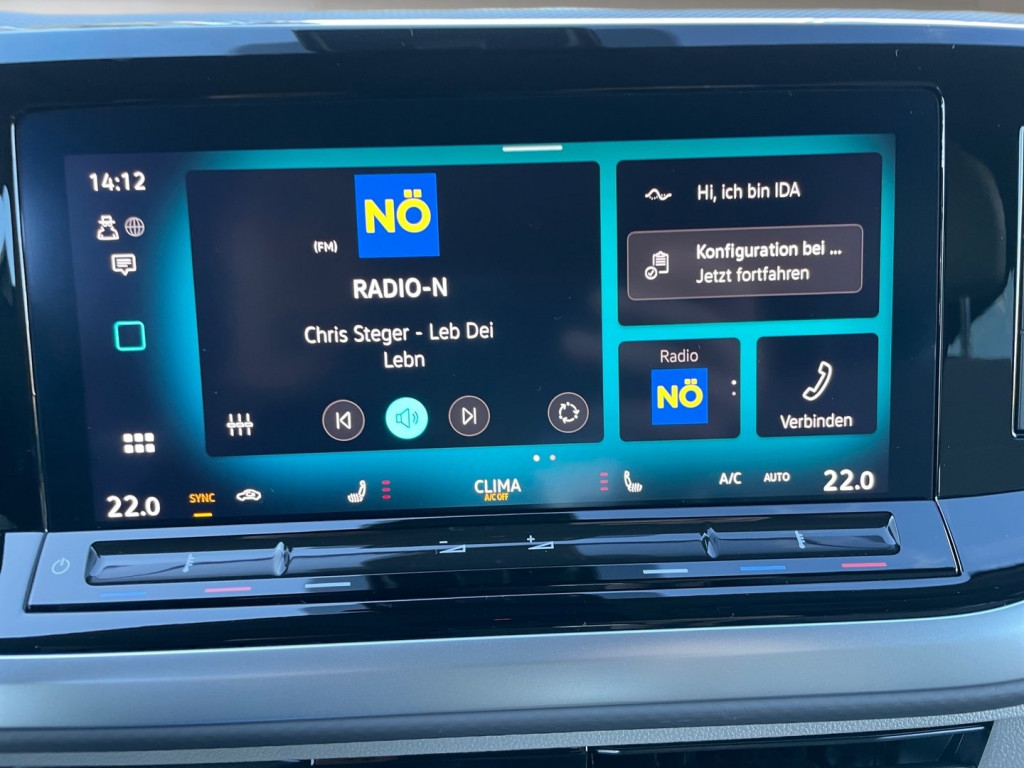 14:12
NÖ
(FM)
RADIO-N
Chris Steger - Leb Dei
Lebn
Hi, ich bin IDA
Konfiguration bei ...
Jetzt fortfahren
Radio
NÖ
Verbinden
22.0
SYNC
CLIMA
A/C OFF
A/C
AUTO
22.0
- +